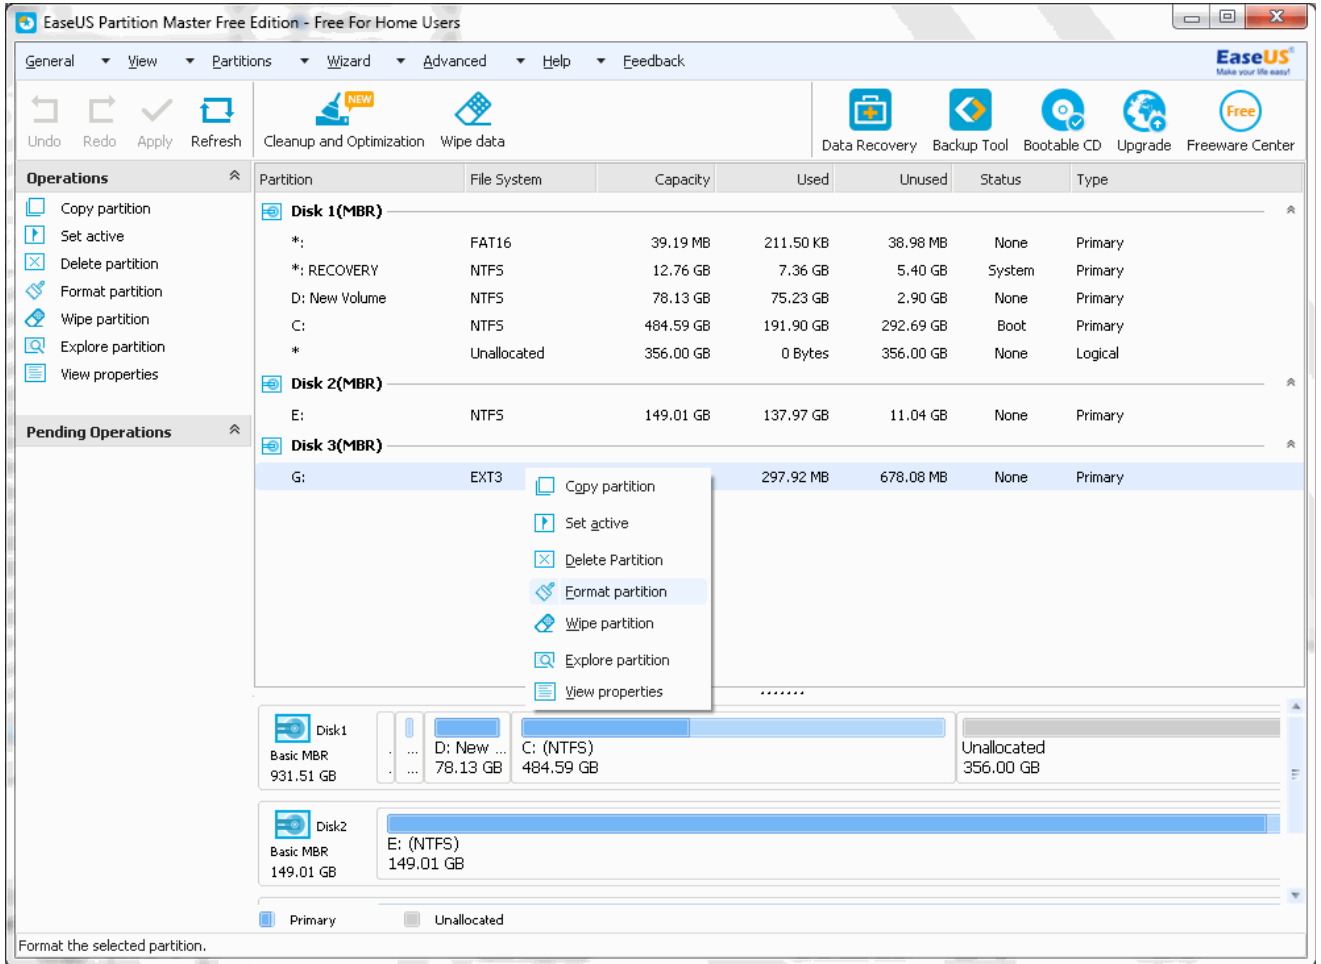 EaseUS Partition Master Free Edition - Free For Home Users
General View Partitions Wizard Advanced Help Feedback
EaseUS®
Make your life easy!
NEW
Free
Undo Redo Apply Refresh Cleanup and Optimization Wipe data Data Recovery Backup Tool Bootable CD Upgrade Freeware Center
Operations
Copy partition
Set active
Delete partition
Format partition
Wipe partition
Explore partition
View properties
Pending Operations
Partition File System Capacity Used Unused Status Type
Disk 1(MBR)
*: FAT16 39.19 MB 211.50 KB 38.98 MB None Primary
*: RECOVERY NTFS 12.76 GB 7.36 GB 5.40 GB System Primary
D: New Volume NTFS 78.13 GB 75.23 GB 2.90 GB None Primary
C: NTFS 484.59 GB 191.90 GB 292.69 GB Boot Primary
* Unallocated 356.00 GB 0 Bytes 356.00 GB None Logical
Disk 2(MBR)
E: NTFS 149.01 GB 137.97 GB 11.04 GB None Primary
Disk 3(MBR)
G: EXT3 297.92 MB 678.08 MB None Primary
Copy partition
Set active
Delete Partition
Format partition
Wipe partition
Explore partition
View properties
Disk1
Basic MBR
931.51 GB
. ... D: New ... C: (NTFS) Unallocated
. ... 78.13 GB 484.59 GB 356.00 GB
Disk2
Basic MBR
149.01 GB
E: (NTFS)
149.01 GB
Primary Unallocated
Format the selected partition.